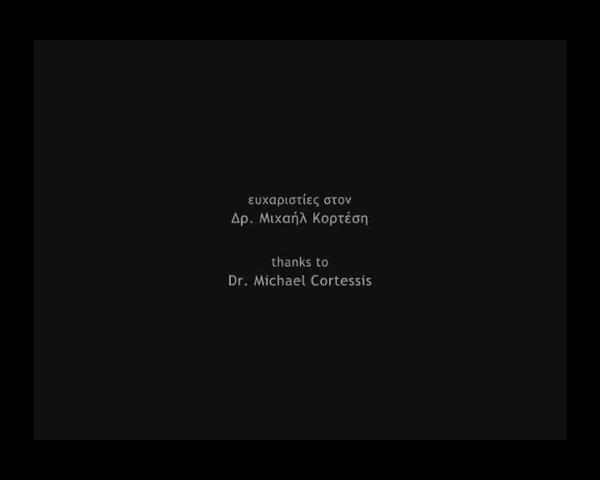 ευχαριστίες στον
Δρ. Μιχαήλ Κορτέση
thanks to
Dr. Michael Cortessis